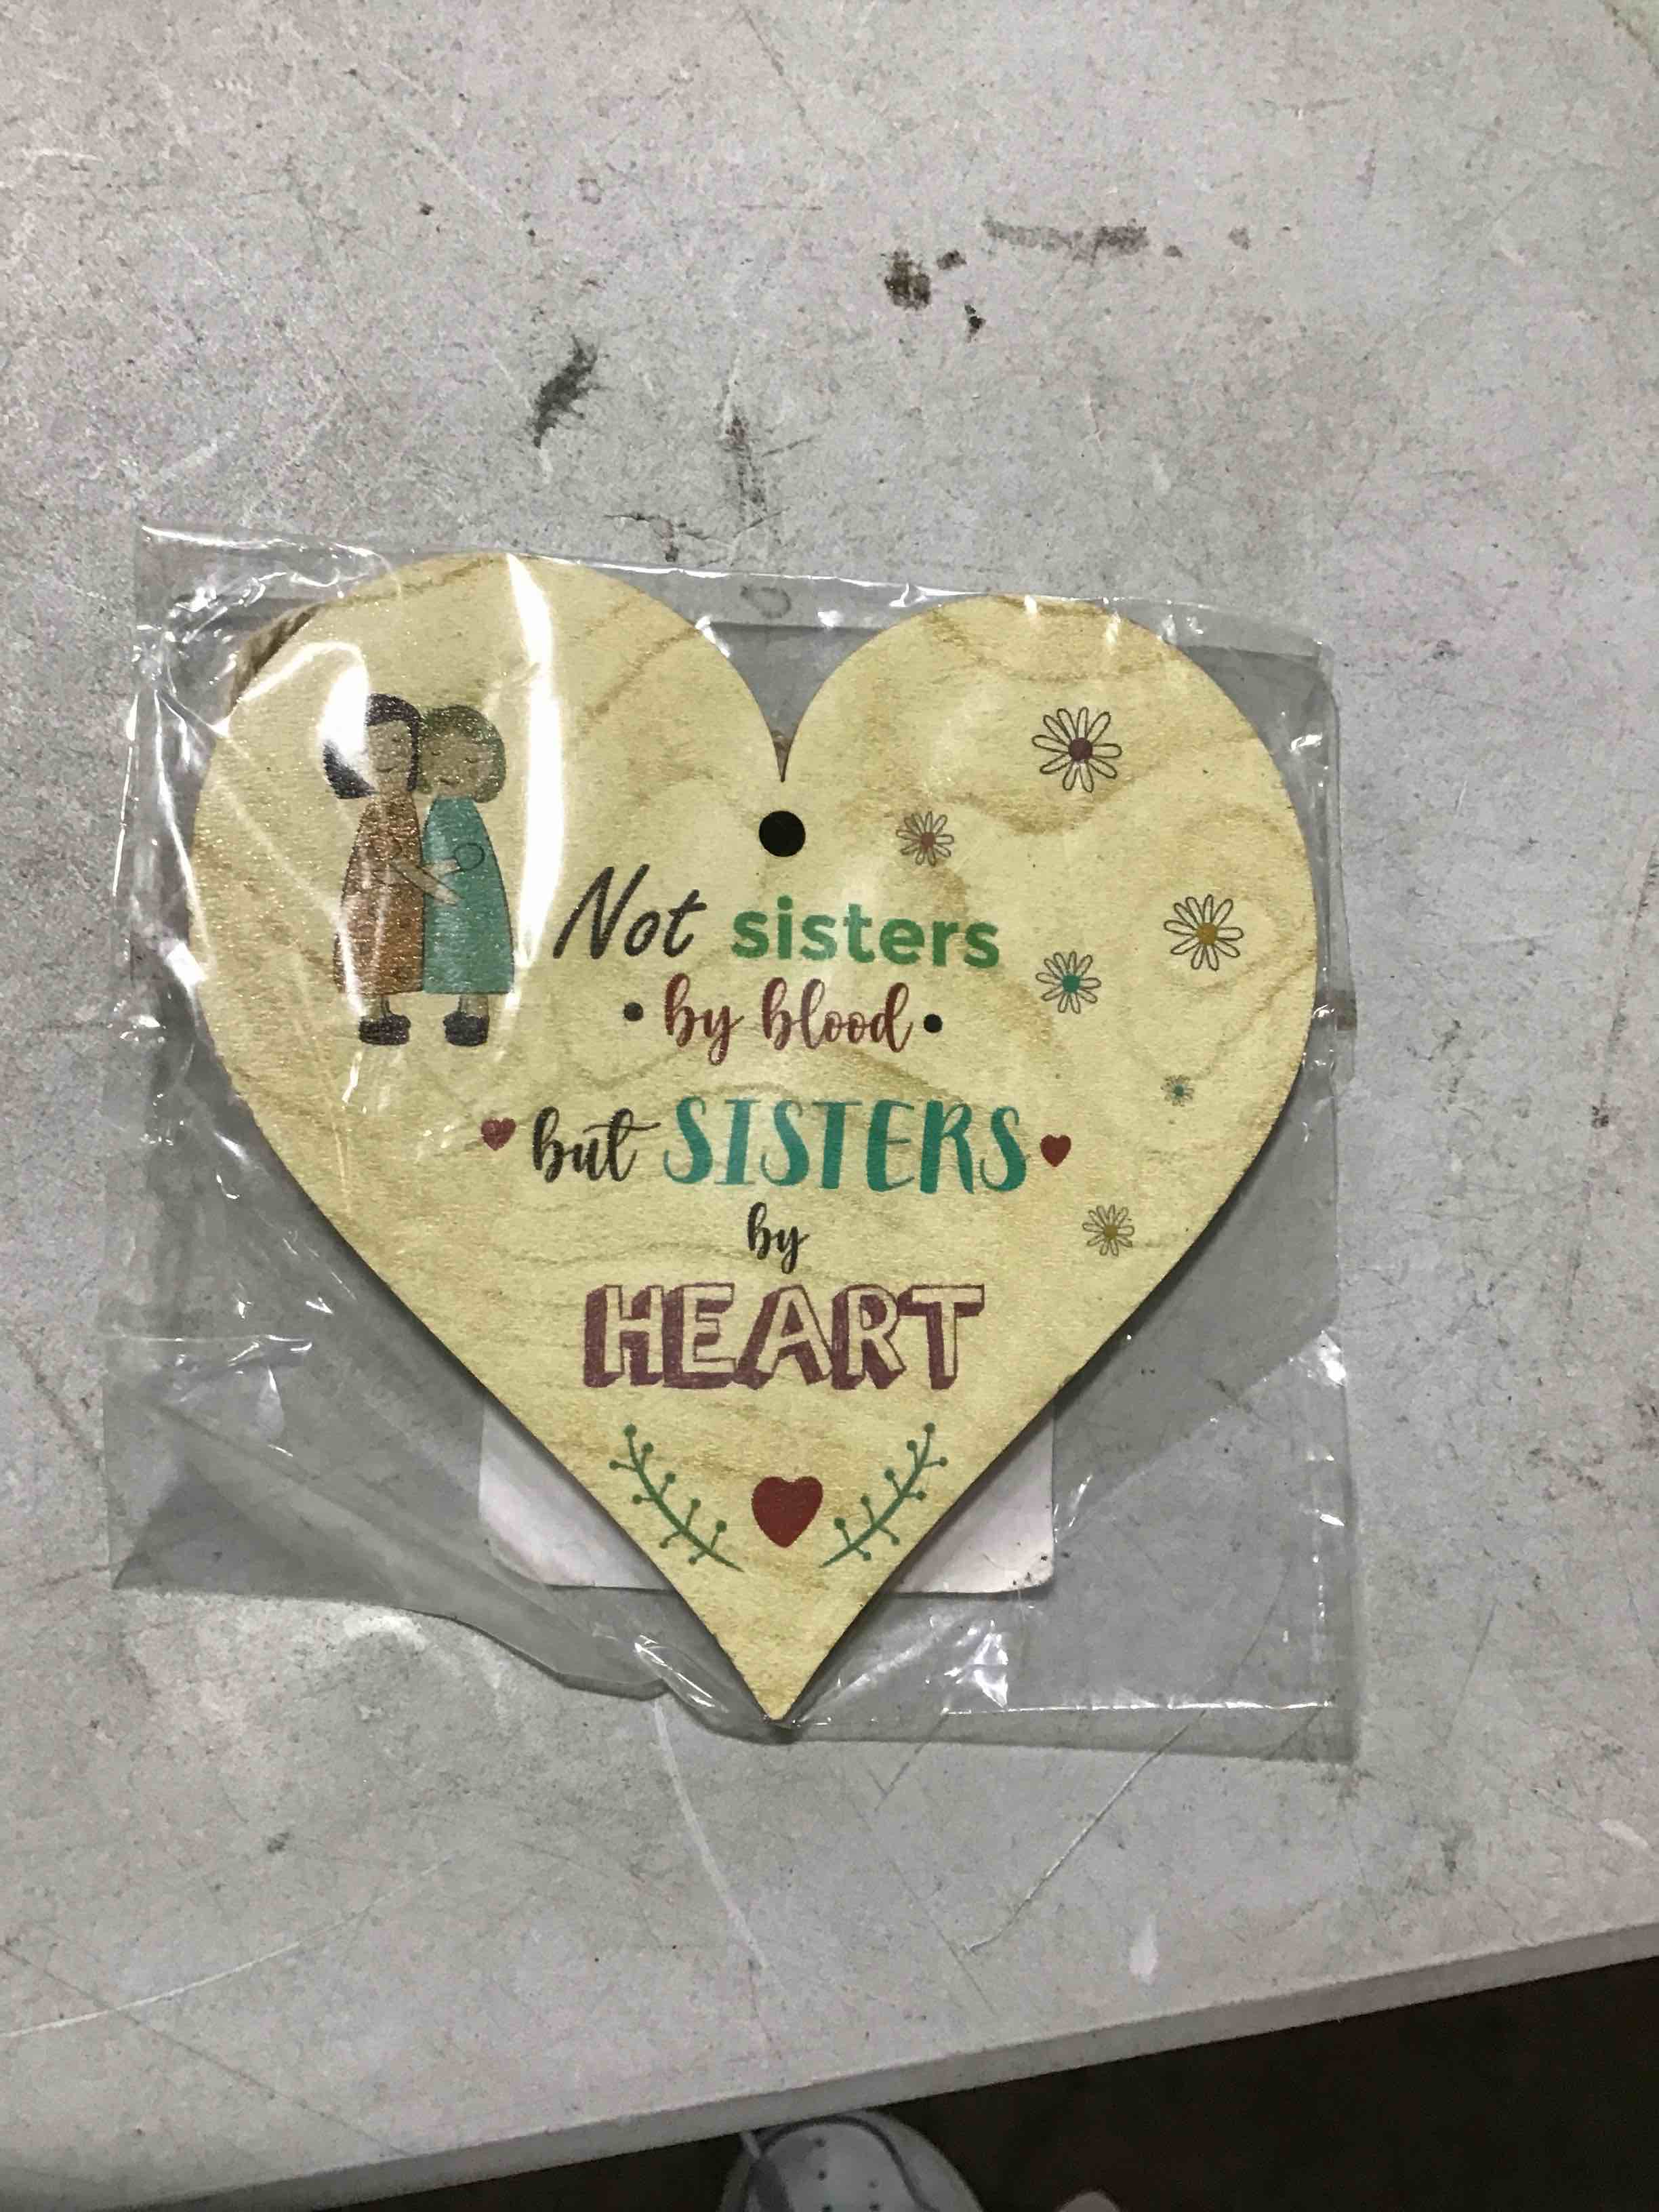 Not sisters
• by blood •
but SISTERS
by
HEART